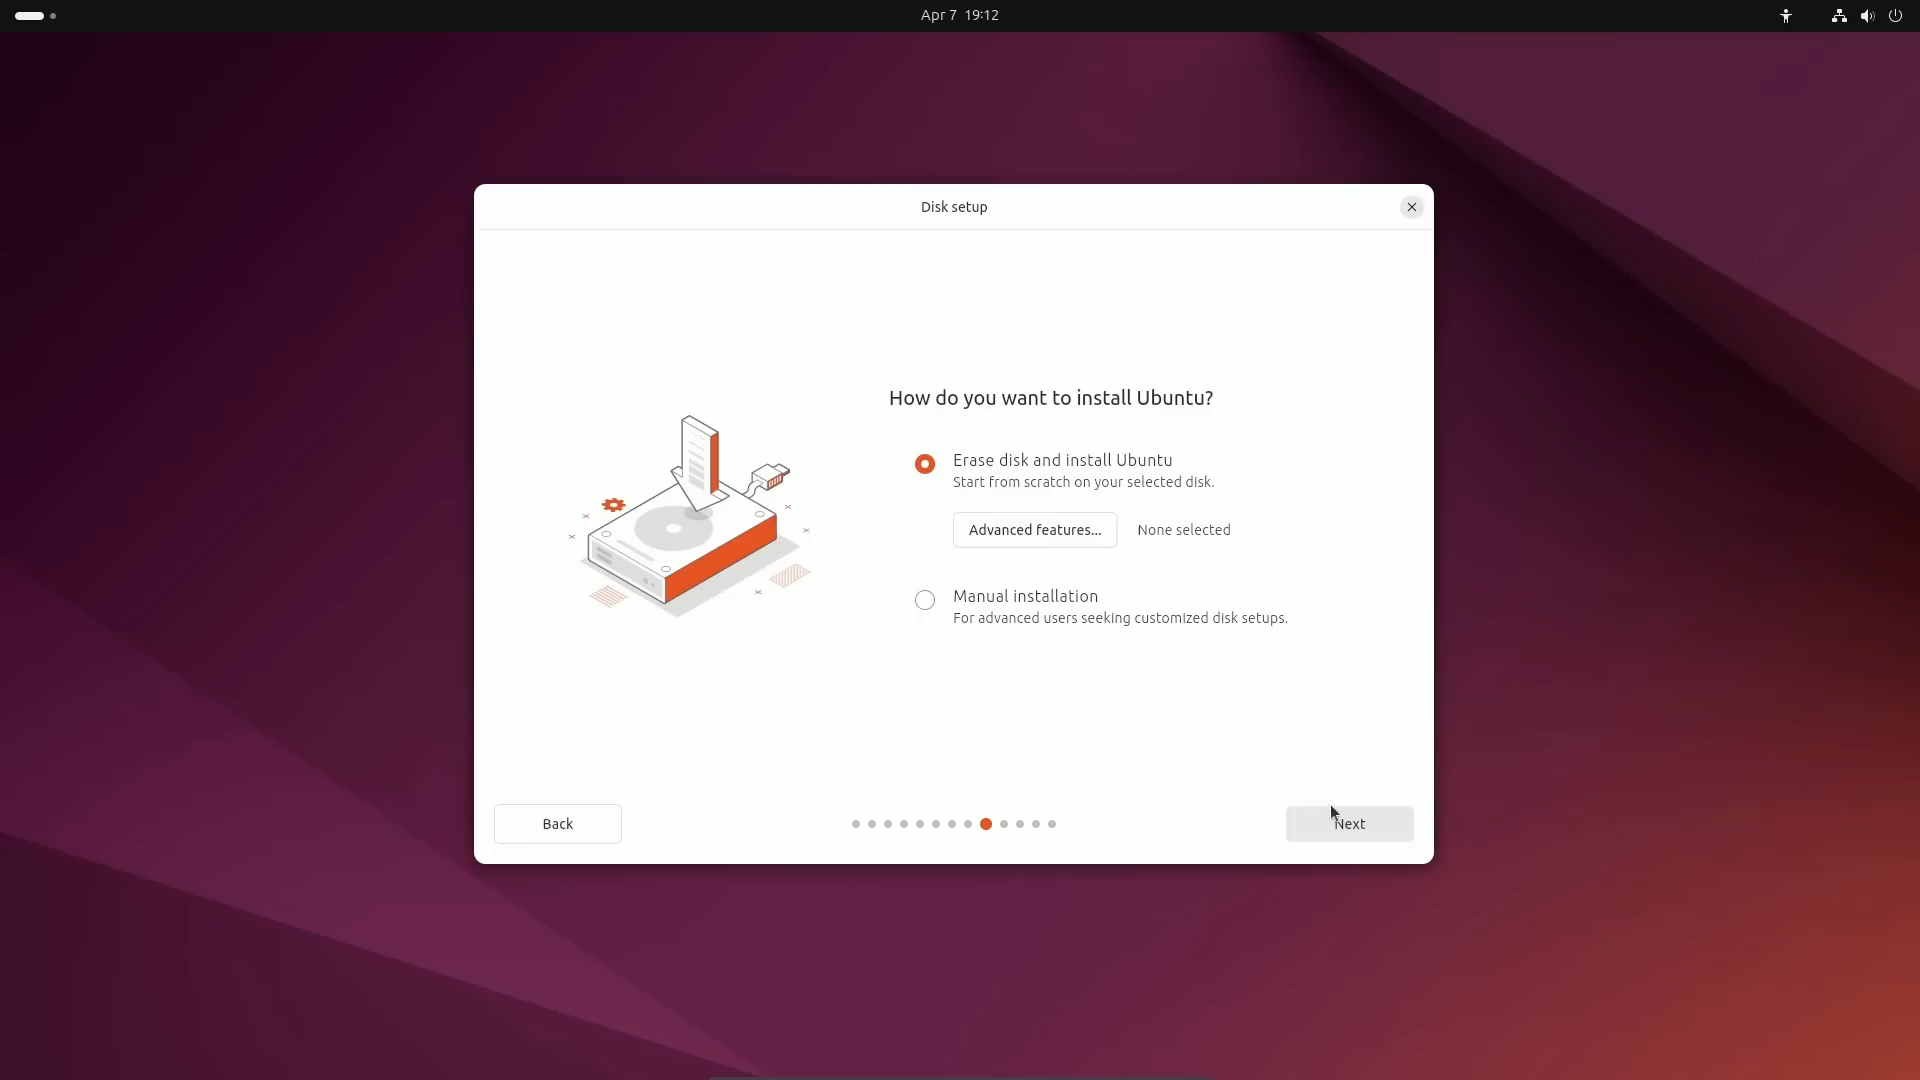 Apr 7 19:12
Disk setup
How do you want to install Ubuntu?
Erase disk and install Ubuntu
Start from scratch on your selected disk.
Advanced features... None selected
Manual installation
For advanced users seeking customized disk setups.
Back Next